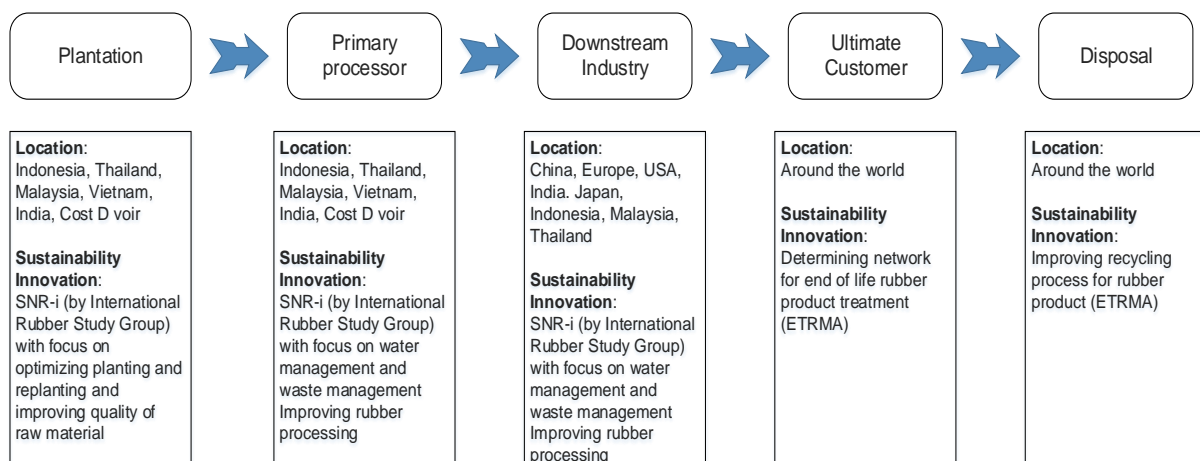 Plantation
Primary
processor
Downstream
Industry
Ultimate
Customer
Disposal
Location:
Indonesia, Thailand,
Malaysia, Vietnam,
India, Cost D voir
Sustainability
Innovation:
SNR-i (by International
Rubber Study Group)
with focus on
optimizing planting and
replanting and
improving quality of
raw material
Location:
Indonesia, Thailand,
Malaysia, Vietnam,
India, Cost D voir
Sustainability
Innovation:
SNR-i (by International
Rubber Study Group)
with focus on water
management and
waste management
Improving rubber
processing
Location:
China, Europe, USA,
India. Japan,
Indonesia, Malaysia,
Thailand
Sustainability
Innovation:
SNR-i (by International
Rubber Study Group)
with focus on water
management and
waste management
Improving rubber
processing
Location:
Around the world
Sustainability
Innovation:
Determining network
for end of life rubber
product treatment
(ETRMA)
Location:
Around the world
Sustainability
Innovation:
Improving recycling
process for rubber
product (ETRMA)